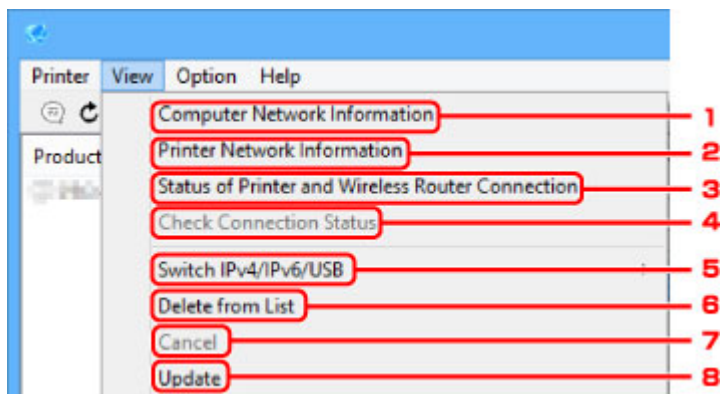 Printer View Option Help
Computer Network Information 1
Product Printer Network Information 2
Status of Printer and Wireless Router Connection 3
Check Connection Status 4
Switch IPv4/IPv6/USB 5
Delete from List 6
Cancel 7
Update 8